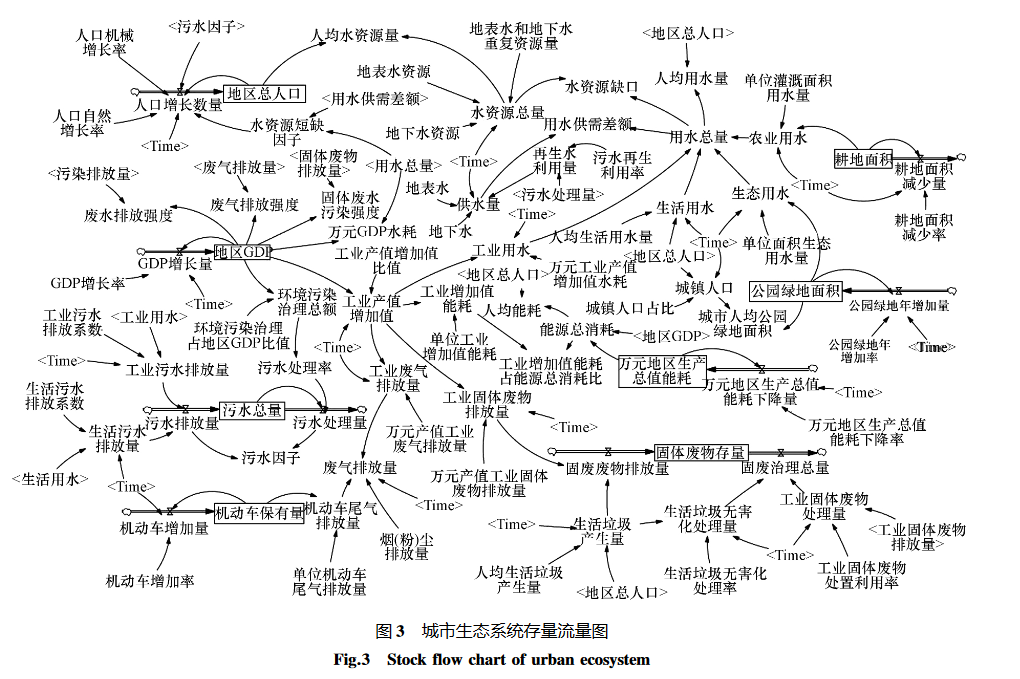 人口机械
增长率
<污水因子>
人均水资源量
地表水和地下水
重复资源量
<地区总人口>
地表水资源
水资源缺口
人均用水量
单位灌溉面积
用水量
人口增长数量
地区总人口
<用水供需差额>
水资源总量
人口自然
增长率
水资源短缺
因子
地下水资源
用水供需差额
用水总量
农业用水
<Time>
<废气排放量>
<固体废物
排放量>
<用水总量>
<Time>
再生水
利用量
污水再生
利用率
耕地面积
耕地面积
减少量
<污染排放量>
固体废水
污染强度
地表水
供水量
<污水处理量>
<Time>
生态用水
<Time>
废水排放强度
废气排放强度
万元GDP水耗
地下水
生活用水
耕地面积
减少率
地区GDP
GDP增长量
工业产值增加值
比值
工业用水
人均生活用水量
<Time>
单位面积生态
用水量
<地区总人口>
GDP增长率
<地区总人口>
万元工业产值
增加值水耗
城镇人口
公园绿地面积
公园绿地年增加量
<Time>
环境污染
治理总额
工业产值
增加值
工业增加值
能耗
人均能耗
城镇人口占比
城市人均公园
绿地面积
工业污水
排放系数
<工业用水>
环境污染治理
占地区GDP比值
<Time>
单位工业
增加值能耗
能源总消耗
<地区GDP>
公园绿地年
增加率
<Time>
<Time>
工业污水排放量
污水处理率
工业废气
排放量
工业增加值能耗
占能源总消耗比
万元地区生产
总值能耗
万元地区生产总值
能耗下降量
<Time>
生活污水
排放系数
污水排放量
污水总量
污水处理量
工业固体废物
排放量
<Time>
万元地区生产总值
能耗下降率
生活污水
排放量
污水因子
万元产值工业
废气排放量
固体废物存量
<生活用水>
<Time>
废气排放量
万元产值工业固体
废物排放量
固废废物排放量
固废治理总量
机动车增加量
机动车保有量
机动车尾气
排放量
<Time>
烟(粉)尘
排放量
<Time>
生活垃圾
产生量
生活垃圾无害
化处理量
工业固体废物
处理量
<工业固体废物
排放量>
机动车增加率
单位机动车
尾气排放量
人均生活垃圾
产生量
<地区总人口>
生活垃圾无害化
处理率
<Time>
工业固体废物
处置利用率
图 3 城市生态系统存量流量图
Fig.3 Stock flow chart of urban ecosystem